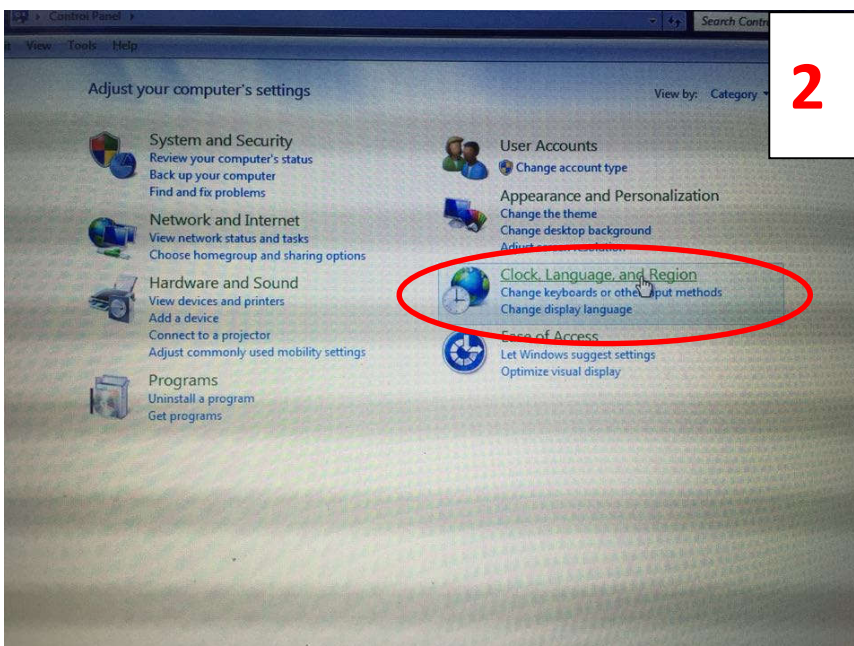 Control Panel
Search Contr
View Tools Help
2
Adjust your computer's settings
View by: Category
System and Security
Review your computer's status
Back up your computer
Find and fix problems
Network and Internet
View network status and tasks
Choose homegroup and sharing options
Hardware and Sound
View devices and printers
Add a device
Connect to a projector
Adjust commonly used mobility settings
Programs
Uninstall a program
Get programs
User Accounts
Change account type
Appearance and Personalization
Change the theme
Change desktop background
Adjust screen resolution
Clock, Language, and Region
Change keyboards or other input methods
Change display language
Ease of Access
Let Windows suggest settings
Optimize visual display